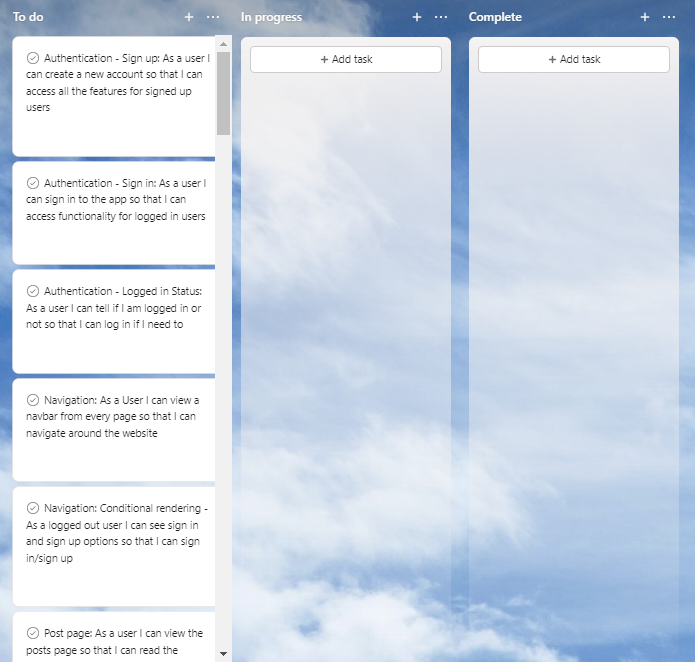 To do + ···
In progress + ···
Complete + ···
Authentication - Sign up: As a user I
can create a new account so that I can
access all the features for signed up
users
Authentication - Sign in: As a user I
can sign in to the app so that I can
access functionality for logged in users
Authentication - Logged in Status:
As a user I can tell if I am logged in or
not so that I can log in if I need to
Navigation: As a User I can view a
navbar from every page so that I can
navigate around the website
Navigation: Conditional rendering -
As a logged out user I can see sign in
and sign up options so that I can sign
in/sign up
Post page: As a user I can view the
posts page so that I can read the
+ Add task
+ Add task